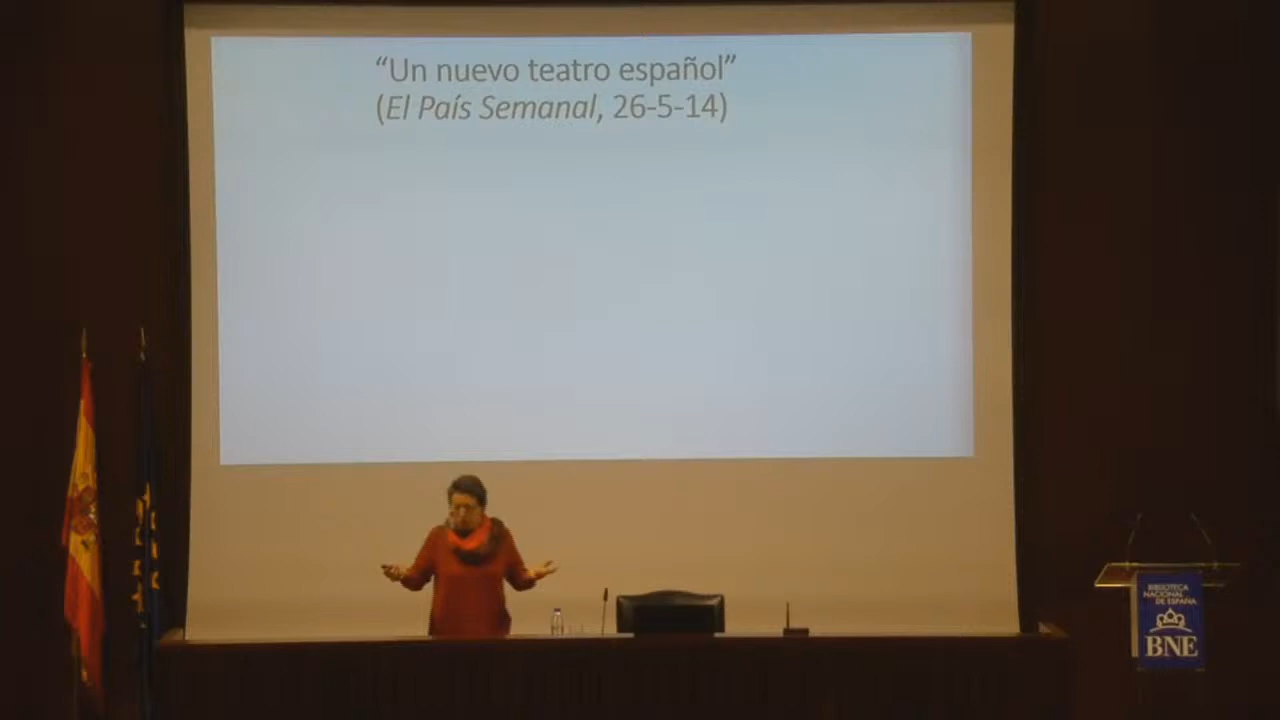 “Un nuevo teatro español”
(El País Semanal, 26-5-14)
BIBLIOTECA
NACIONAL
DE ESPAÑA
BNE